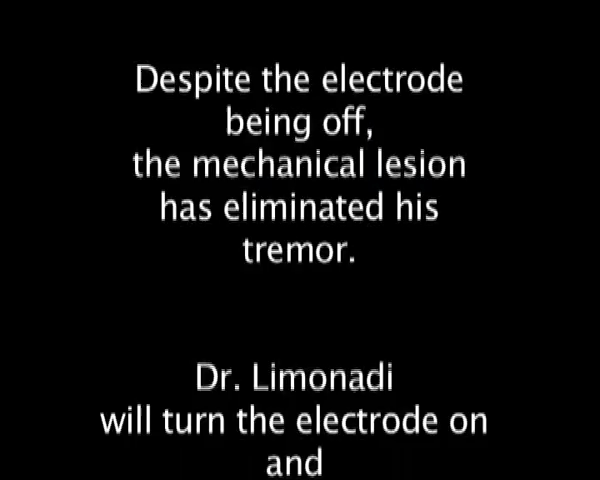 Despite the electrode
being off,
the mechanical lesion
has eliminated his
tremor.
Dr. Limonadi
will turn the electrode on
and